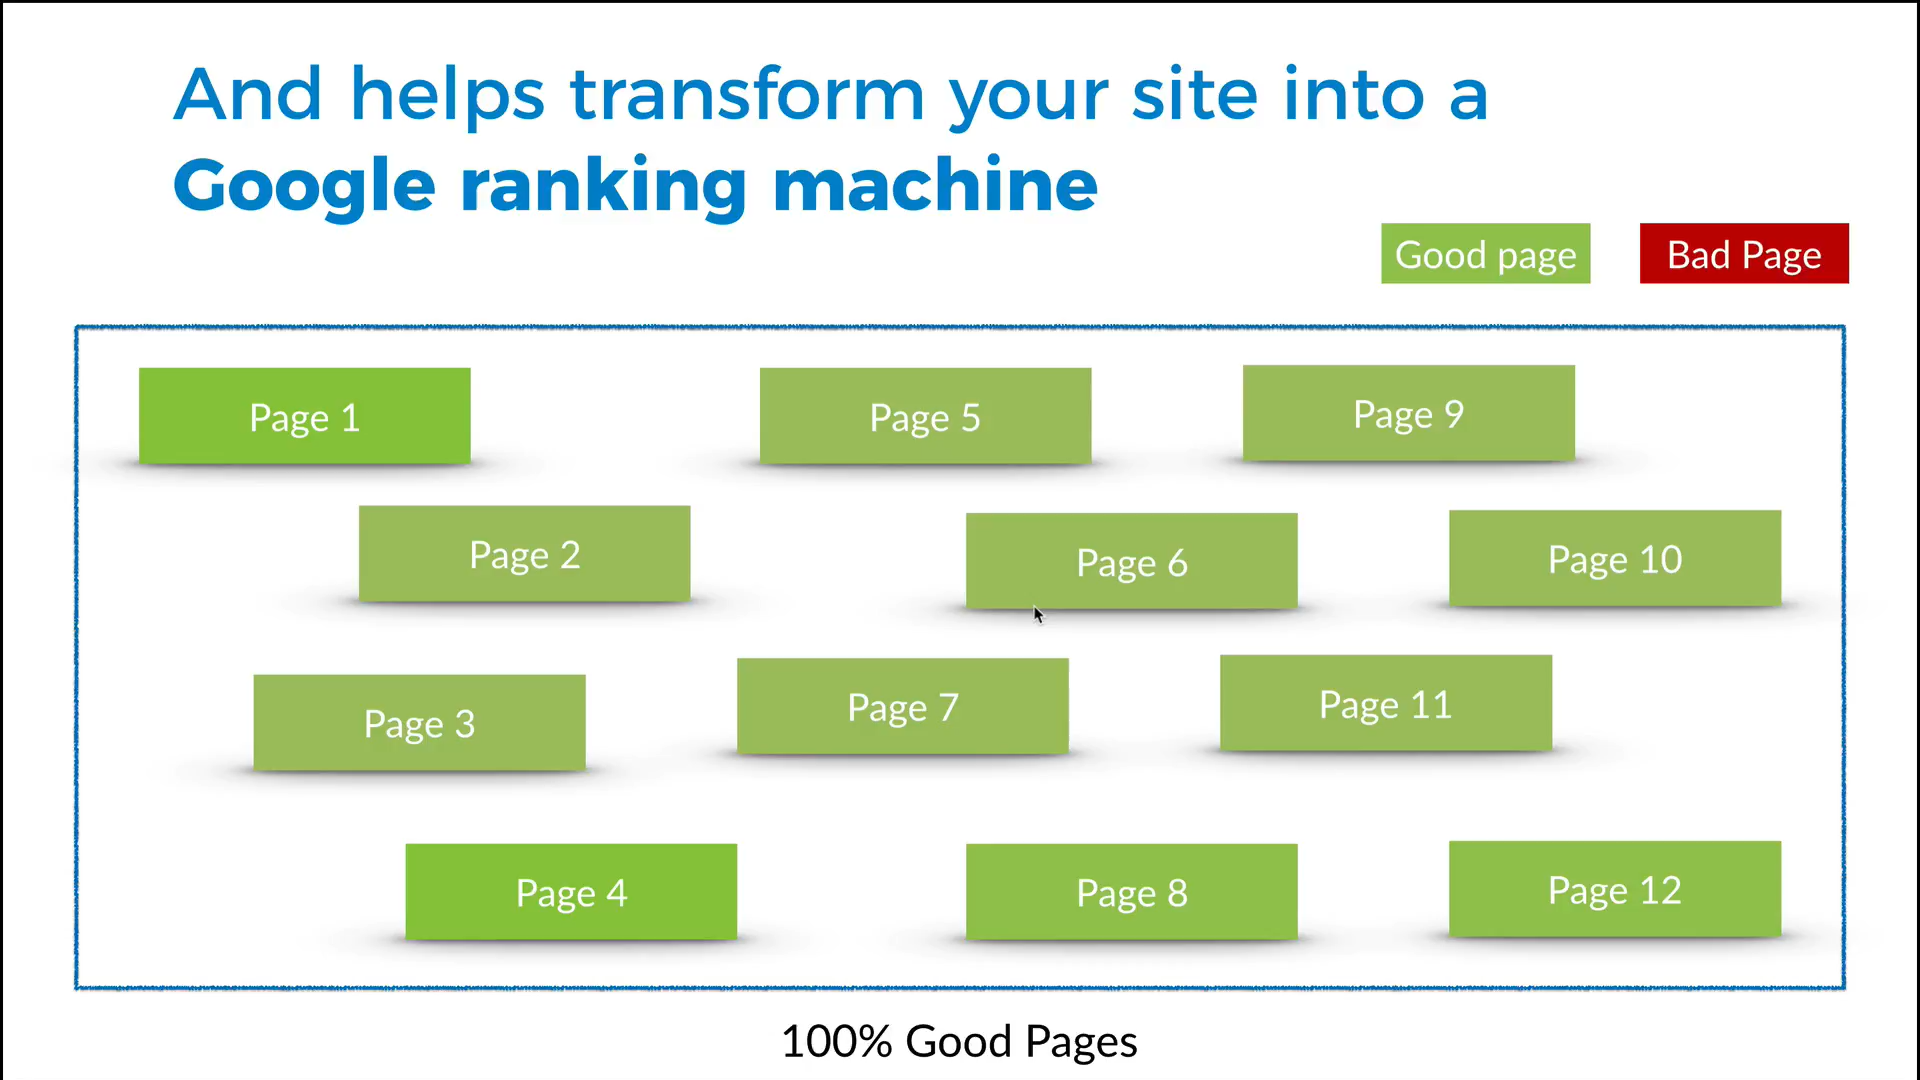 And helps transform your site into a
Google ranking machine
Good page
Bad Page
Page 1
Page 5
Page 9
Page 2
Page 6
Page 10
Page 3
Page 7
Page 11
Page 4
Page 8
Page 12
100% Good Pages